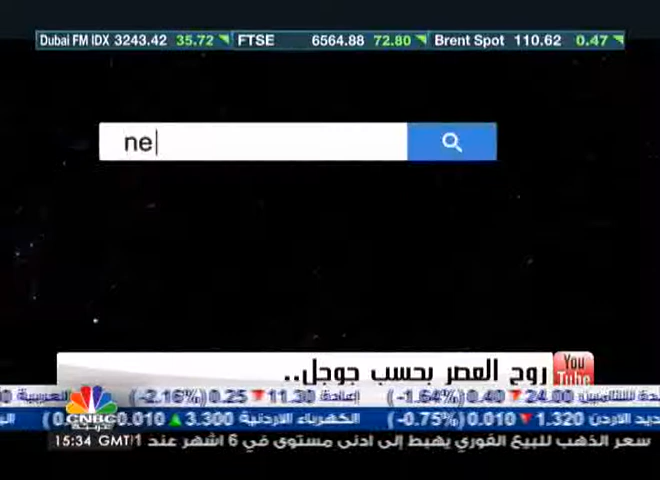 Dubai FM IDX 3243.42 35.72 FTSE 6564.88 72.80 Brent Spot 110.62 0.47
ne
روح العصر بحسب جوجل..
You Tube
24.00 0.40 (-1.64%) إعادة 11.30 0.25 (-2.16%) العربية
1.320 0.010 (-0.75%) الكهرباء الاردنية 3.300 0.010
CNBC عربية
15:34 GMT سعر الذهب للبيع الفوري يهبط إلى ادنى مستوى في 6 اشهر عند 1